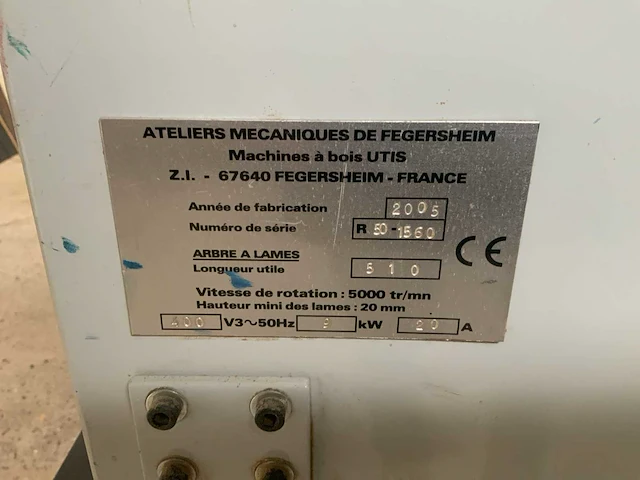 ATELIERS MECANIQUES DE FEGERSHEIM
Machines à bois UTIS
Z.I. - 67640 FEGERSHEIM - FRANCE
Année de fabrication 2005
Numéro de série R 50-1560
ARBRE A LAMES
Longueur utile 510
CE
Vitesse de rotation : 5000 tr/mn
Hauteur mini des lames : 20 mm
400 V3~50Hz 9 kW 20 A